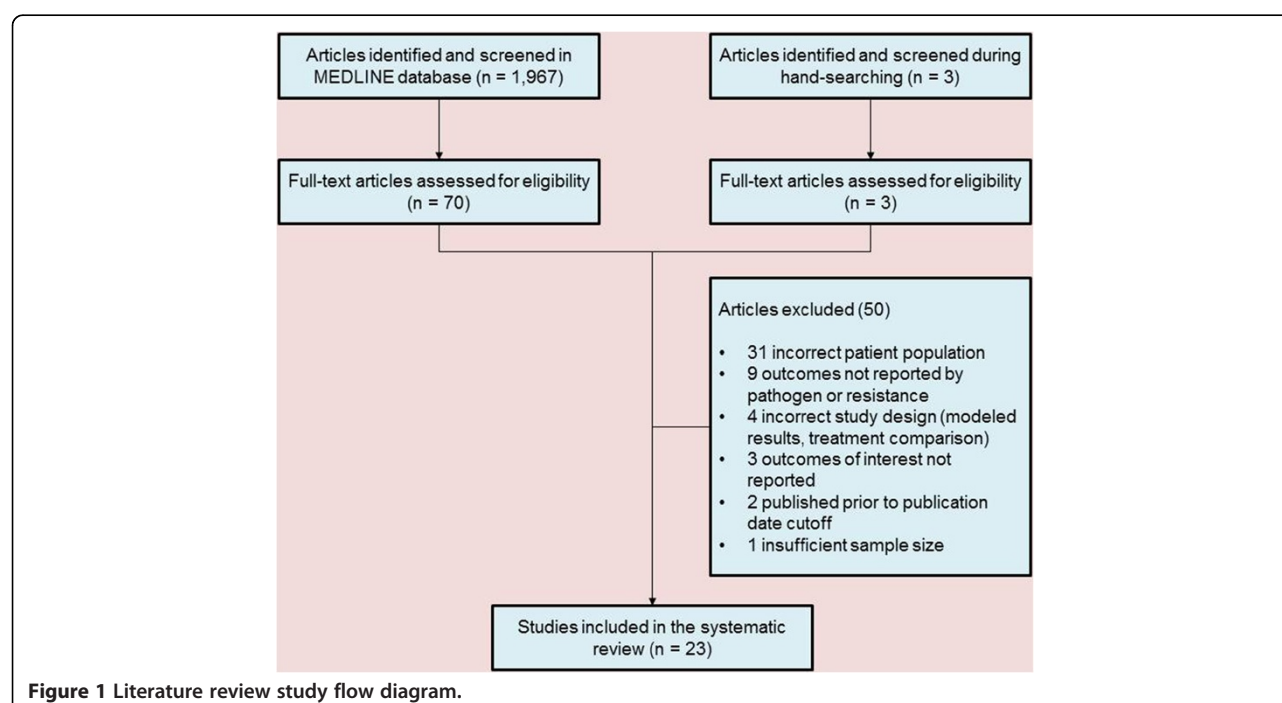 Articles identified and screened in
MEDLINE database (n = 1,967)
Articles identified and screened during
hand-searching (n = 3)
Full-text articles assessed for eligibility
(n = 70)
Full-text articles assessed for eligibility
(n = 3)
Articles excluded (50)
• 31 incorrect patient population
• 9 outcomes not reported by
pathogen or resistance
• 4 incorrect study design (modeled
results, treatment comparison)
• 3 outcomes of interest not
reported
• 2 published prior to publication
date cutoff
• 1 insufficient sample size
Studies included in the systematic
review (n = 23)
Figure 1 Literature review study flow diagram.